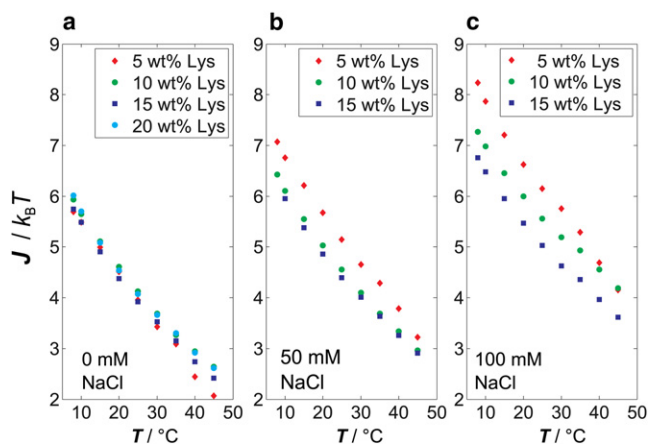 a b c
9 9 9
5 wt% Lys 5 wt% Lys 5 wt% Lys
10 wt% Lys 10 wt% Lys 10 wt% Lys
8 15 wt% Lys 8 15 wt% Lys 8 15 wt% Lys
20 wt% Lys
7 7 7
6 6 6
J / kBT
5 5 5
4 4 4
3 3 3
0 mM 50 mM 100 mM
NaCl NaCl NaCl
2 2 2
10 20 30 40 50 10 20 30 40 50 10 20 30 40 50
T / °C T / °C T / °C